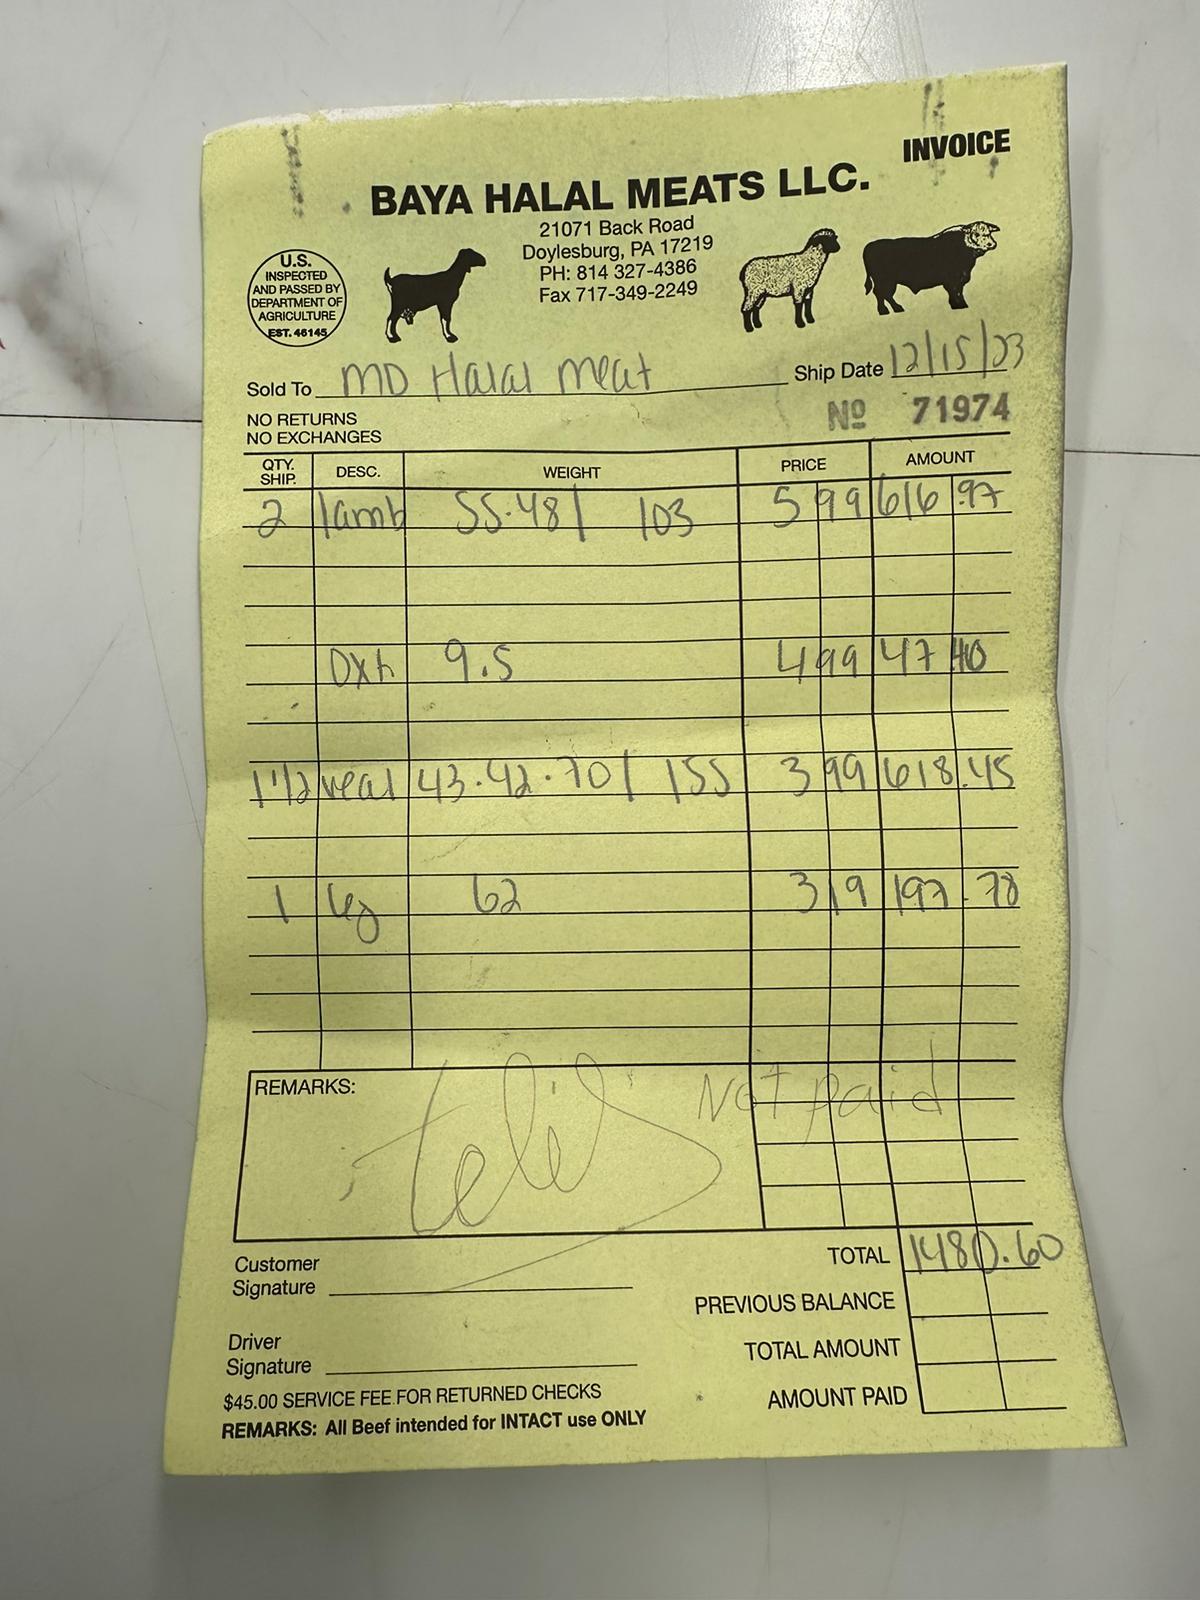 INVOICE
BAYA HALAL MEATS LLC.
21071 Back Road
Doylesburg, PA 17219
PH: 814 327-4386
Fax 717-349-2249
U.S.
INSPECTED
AND PASSED BY
DEPARTMENT OF
AGRICULTURE
EST. 46145
Sold To MD Halal Meat Ship Date 12/15/23
NO RETURNS
NO EXCHANGES
Nº 71974
QTY. SHIP. DESC. WEIGHT PRICE AMOUNT
2 lamb 55.48/ 103 5 99 616.97
9.5 4 99 47 40
1 1/2 veal 43.42.70/ 155 3 99 618.45
1 leg 62 3 19 197.78
REMARKS: Not paid
TOTAL 1480.60
Customer
Signature
PREVIOUS BALANCE
Driver
Signature
TOTAL AMOUNT
AMOUNT PAID
$45.00 SERVICE FEE FOR RETURNED CHECKS
REMARKS: All Beef intended for INTACT use ONLY